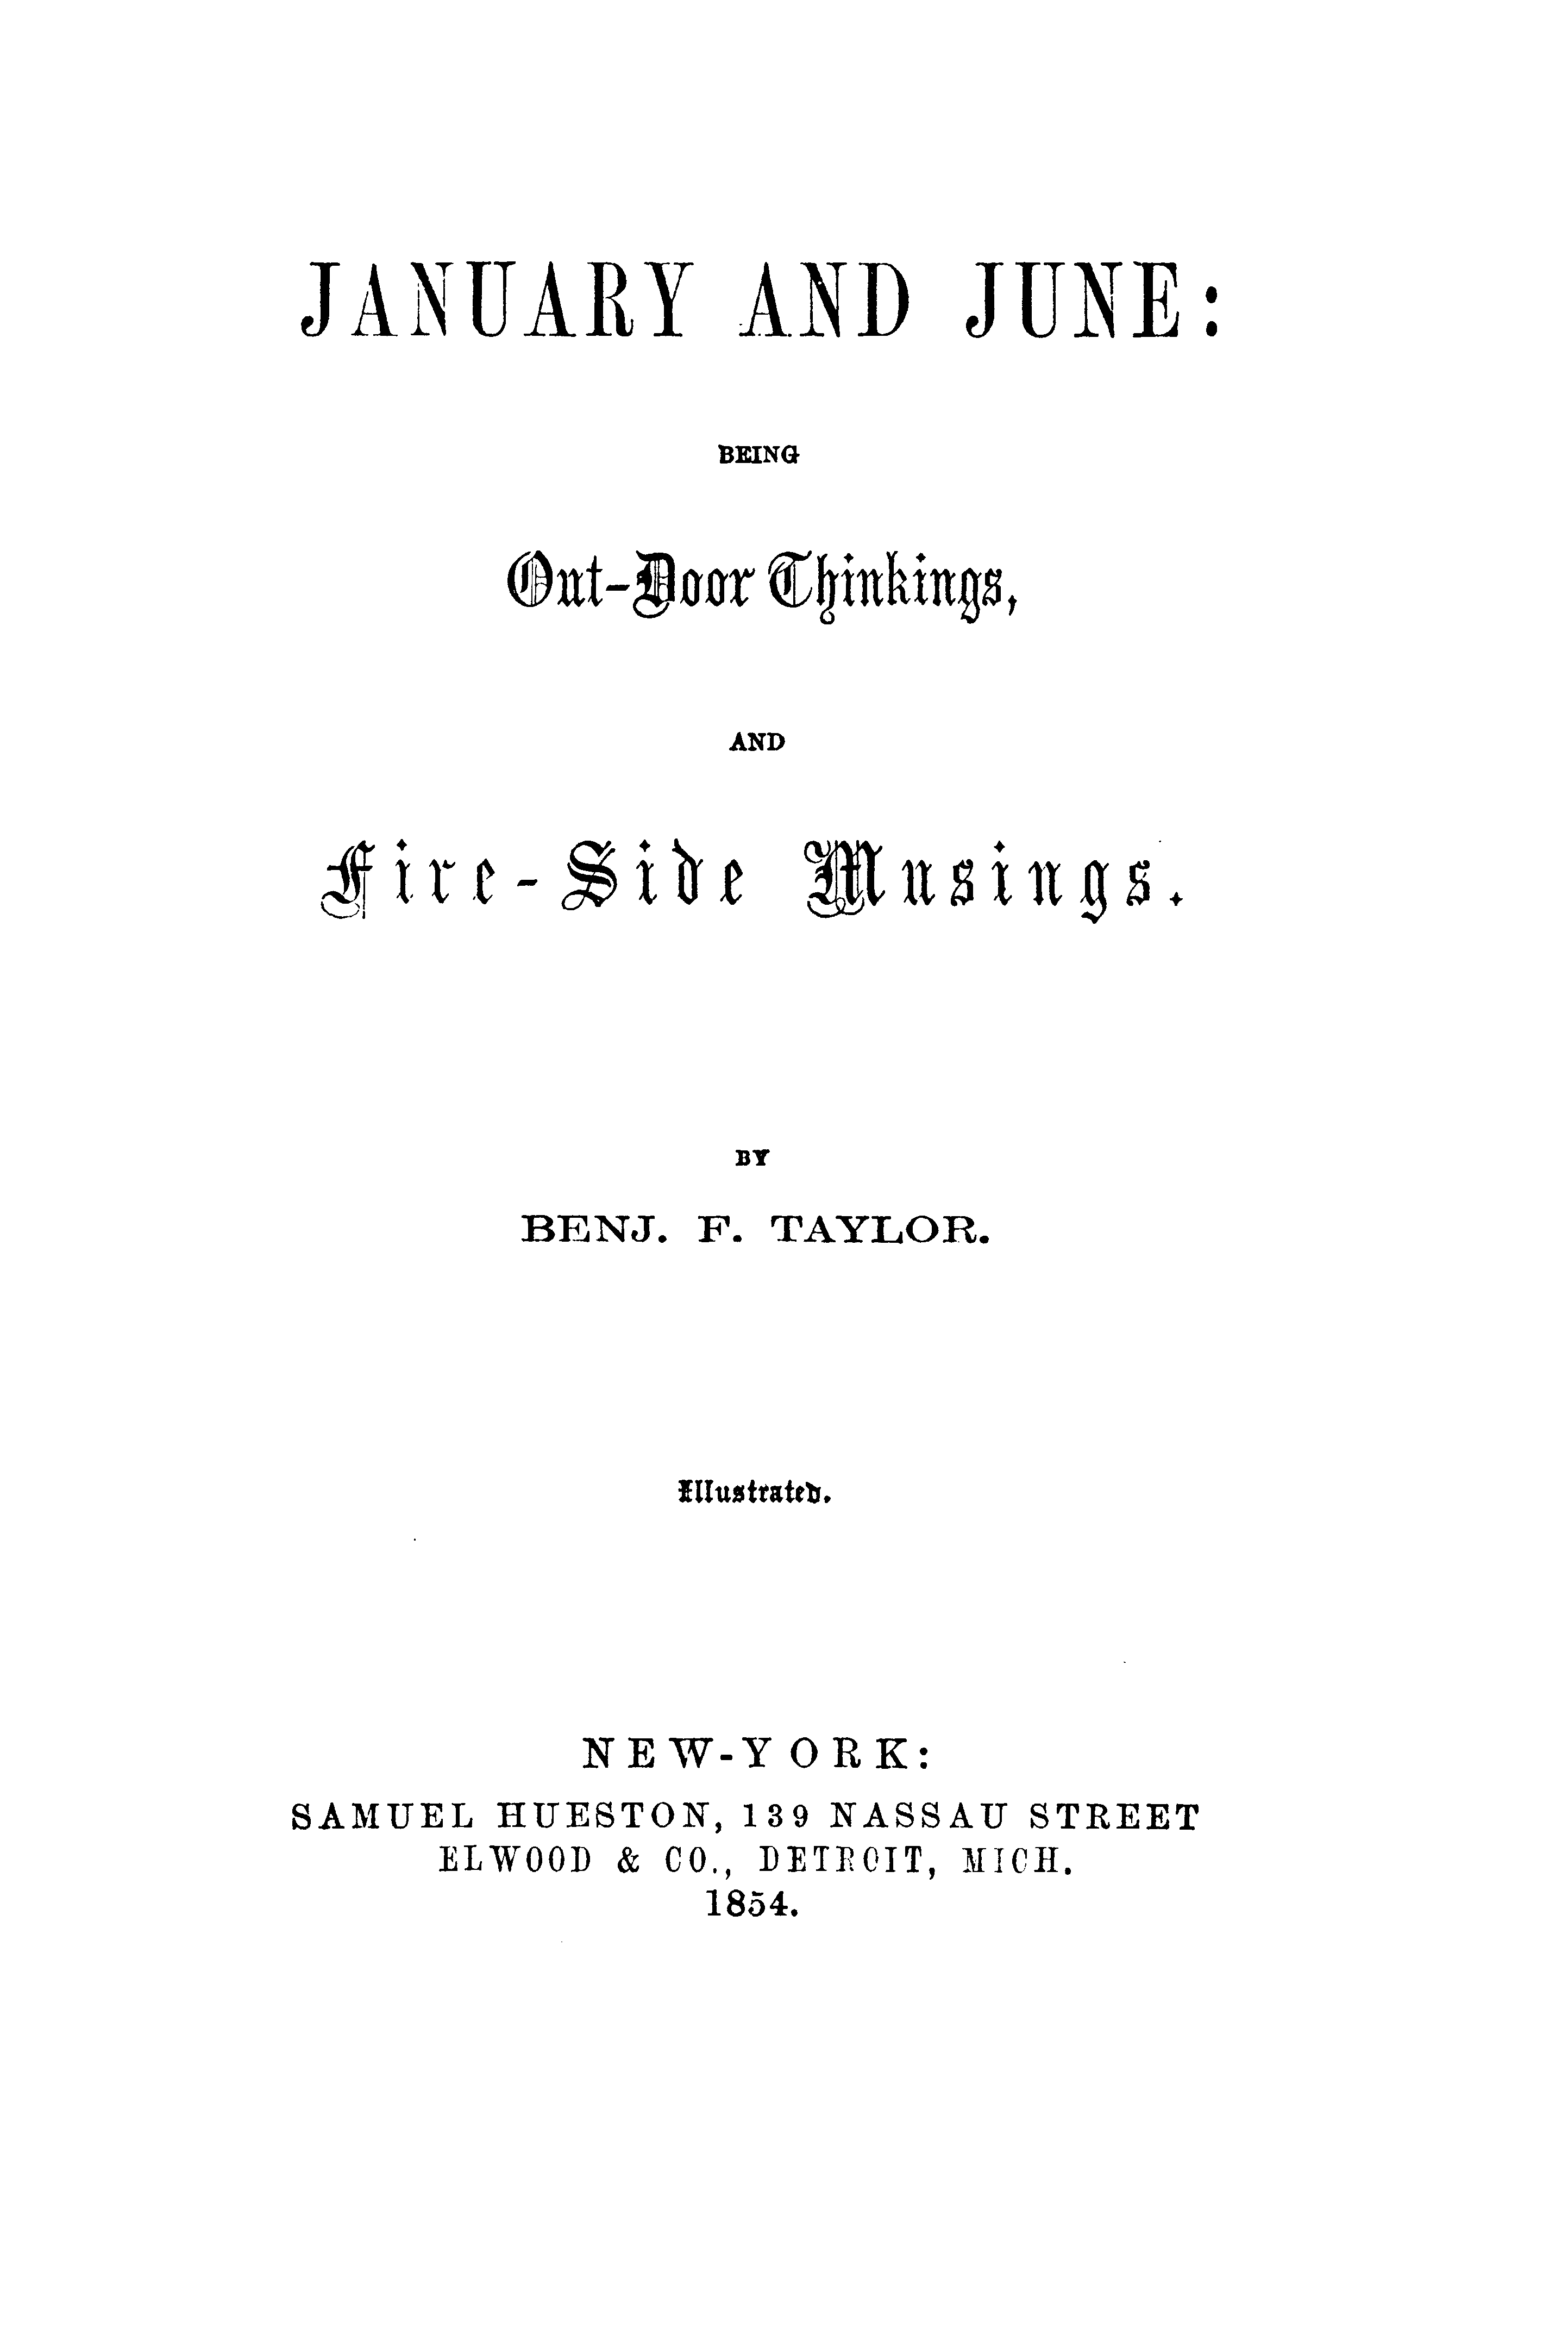 JANUARY AND JUNE:
BEING
Out-Door Thinkings,
AND
Fire-Side Musings.
BY
BENJ. F. TAYLOR.
Illustrated.
NEW-YORK:
SAMUEL HUESTON, 139 NASSAU STREET
ELWOOD & CO., DETROIT, MICH.
1854.